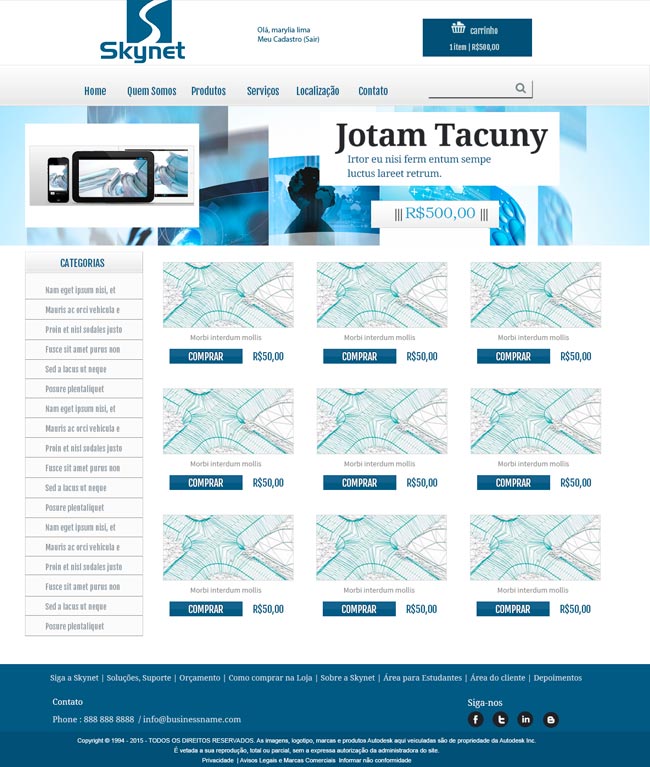 Skynet
Olá, marylia lima
Meu Cadastro (Sair)
carrinho
1 item | R$500,00
Home Quem Somos Produtos Serviços Localização Contato
Jotam Tacuny
Irtor eu nisi ferm entum sempe
luctus lareet retrum.
||| R$500,00 |||
CATEGORIAS
Nam eget ipsum nisi, et
Mauris ac orci vehicula e
Proin et nisl sodales justo
Fusce sit amet purus non
Sed a lacus ut neque
Posure plentaliquet
Nam eget ipsum nisi, et
Mauris ac orci vehicula e
Proin et nisl sodales justo
Fusce sit amet purus non
Sed a lacus ut neque
Posure plentaliquet
Nam eget ipsum nisi, et
Mauris ac orci vehicula e
Proin et nisl sodales justo
Fusce sit amet purus non
Sed a lacus ut neque
Posure plentaliquet
Morbi interdum mollis Morbi interdum mollis Morbi interdum mollis
COMPRAR R$50,00 COMPRAR R$50,00 COMPRAR R$50,00
Morbi interdum mollis Morbi interdum mollis Morbi interdum mollis
COMPRAR R$50,00 COMPRAR R$50,00 COMPRAR R$50,00
Morbi interdum mollis Morbi interdum mollis Morbi interdum mollis
COMPRAR R$50,00 COMPRAR R$50,00 COMPRAR R$50,00
Siga a Skynet | Soluções, Suporte | Orçamento | Como comprar na Loja | Sobre a Skynet | Área para Estudantes | Área do cliente | Depoimentos
Contato
Phone : 888 888 8888 / info@businessname.com
Siga-nos
Copyright © 1994 - 2015 - TODOS OS DIREITOS RESERVADOS. As imagens, logotipo, marcas e produtos Autodesk aqui veiculadas são de propriedade da Autodesk Inc.
É vetada a sua reprodução, total ou parcial, sem a expressa autorização da administradora do site.
Privacidade | Avisos Legais e Marcas Comerciais Informar não conformidade